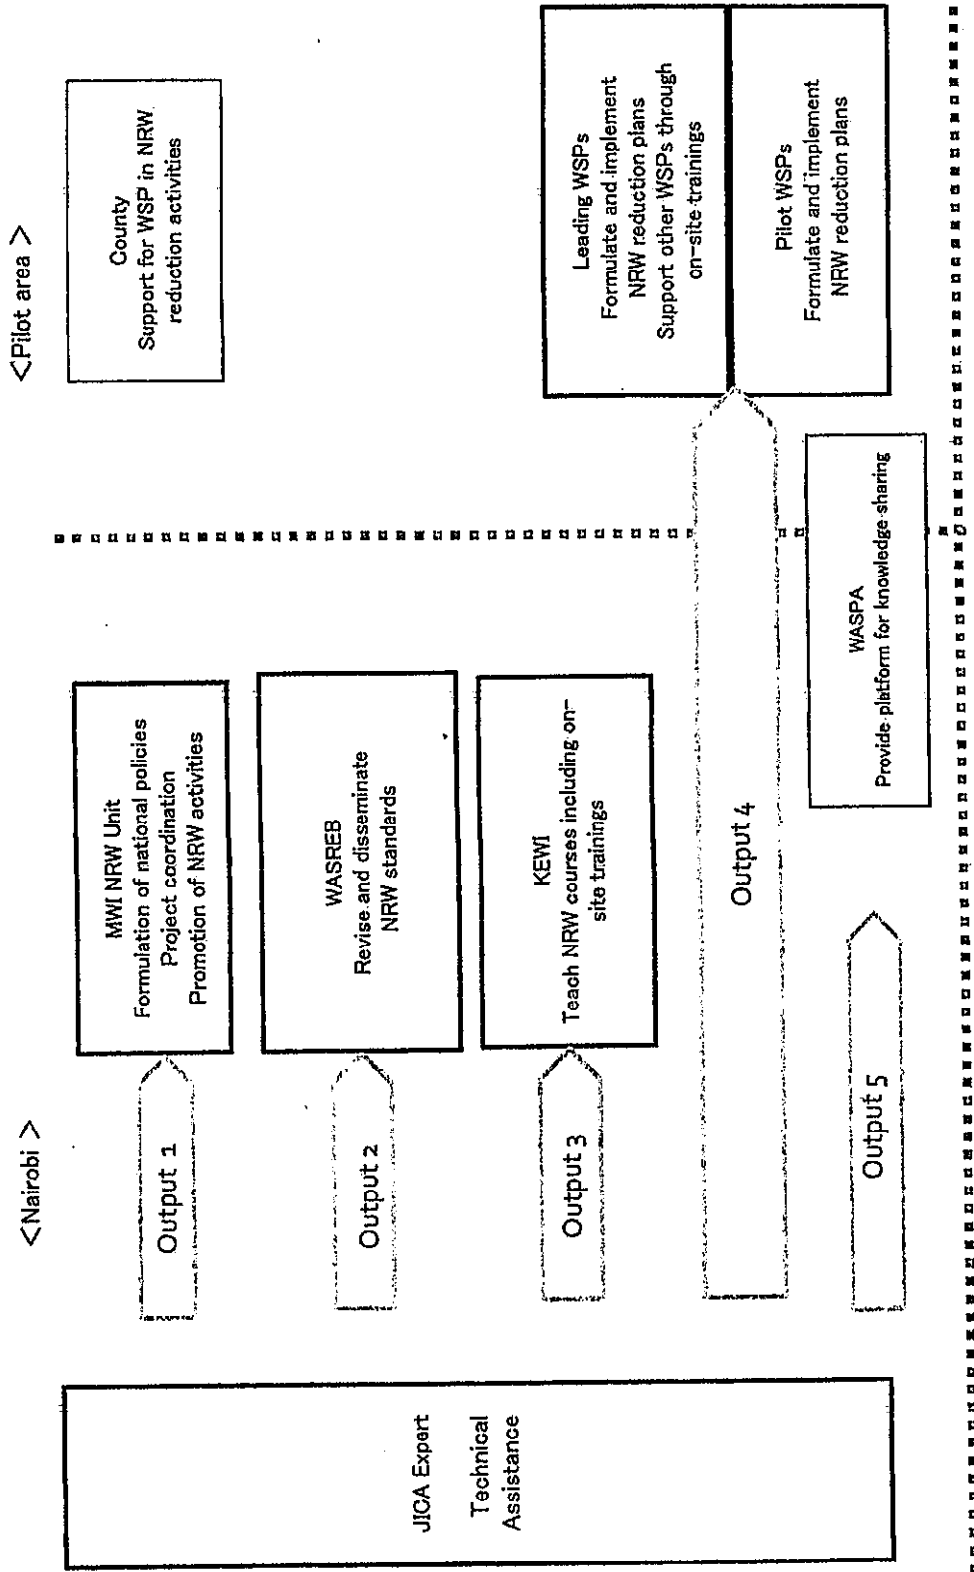 <Nairobi >
<Pilot area >
JICA Expert
Technical
Assistance
Output 1
MWI NRW Unit
Formulation of national policies
Project coordination
Promotion of NRW activities
County
Support for WSP in NRW
reduction activities
Output 2
WASREB
Revise and disseminate
NRW standards
Output 3
KEWI
Teach NRW courses including on-
site trainings
Output 4
Leading WSPs
Formulate and implement
NRW reduction plans
Support other WSPs through
on-site trainings
Pilot WSPs
Formulate and implement
NRW reduction plans
Output 5
WASPA
Provide platform for knowledge sharing